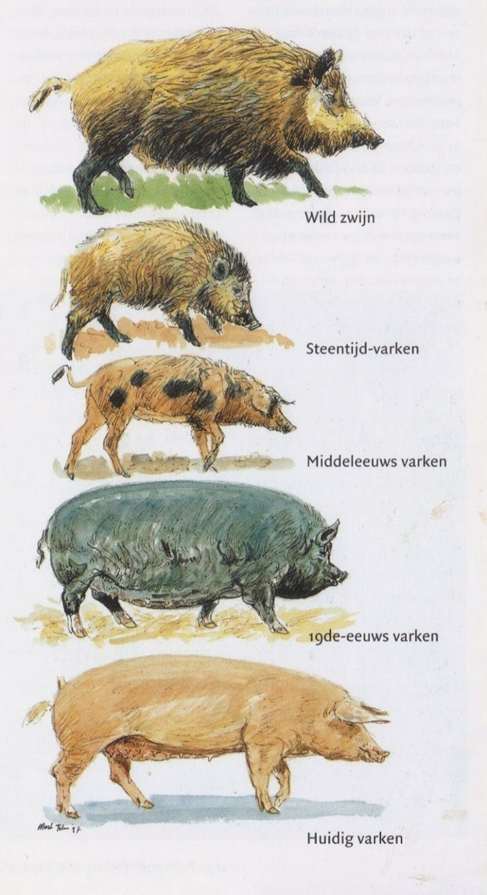 Wild zwijn
Steentijd-varken
Middeleeuws varken
19de-eeuws varken
Huidig varken